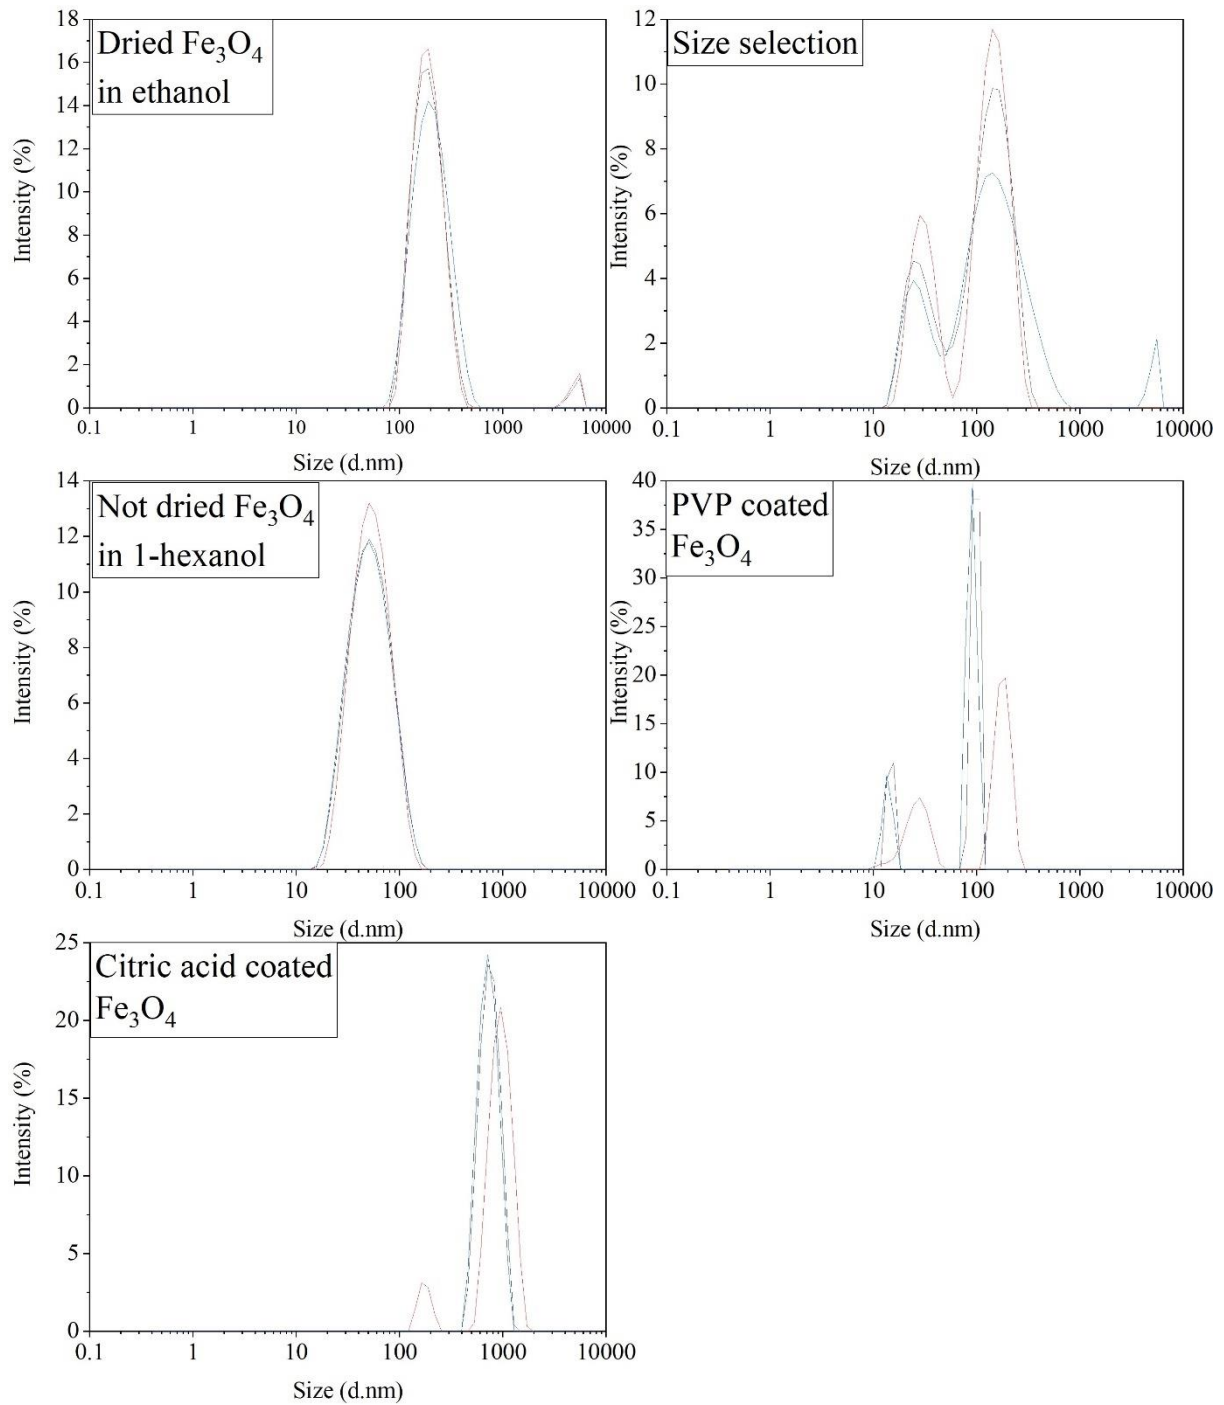 18
16
14
12
10
8
6
4
2
0
Intensity (%)
Dried Fe₃O₄
in ethanol
0.1 1 10 100 1000 10000
Size (d.nm)
12
10
8
6
4
2
0
Intensity (%)
Size selection
0.1 1 10 100 1000 10000
Size (d.nm)
14
12
10
8
6
4
2
0
Intensity (%)
Not dried Fe₃O₄
in 1-hexanol
0.1 1 10 100 1000 10000
Size (d.nm)
40
35
30
25
20
15
10
5
0
Intensity (%)
PVP coated
Fe₃O₄
0.1 1 10 100 1000 10000
Size (d.nm)
25
20
15
10
5
0
Intensity (%)
Citric acid coated
Fe₃O₄
0.1 1 10 100 1000 10000
Size (d.nm)